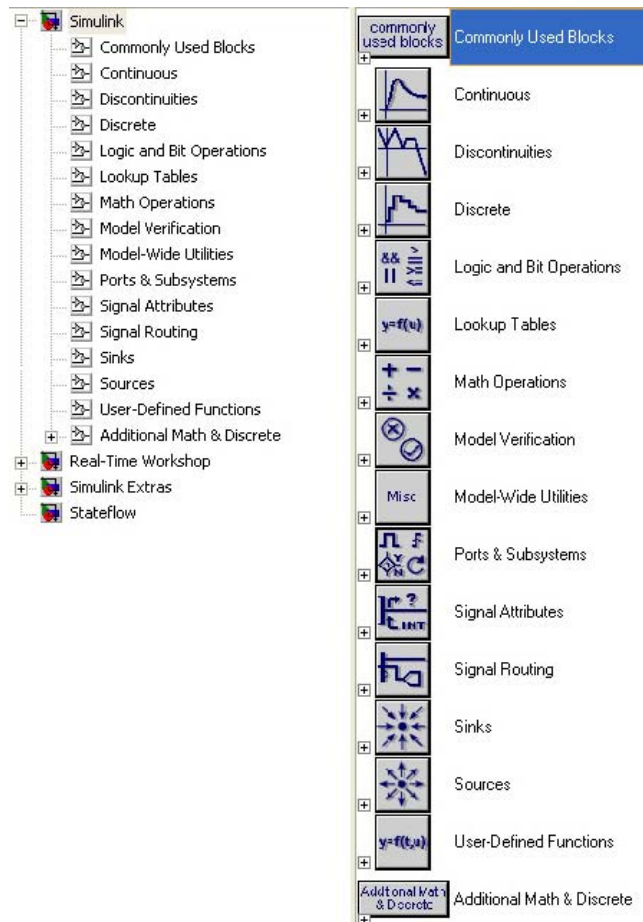 Simulink
Commonly Used Blocks
Continuous
Discontinuities
Discrete
Logic and Bit Operations
Lookup Tables
Math Operations
Model Verification
Model-Wide Utilities
Ports & Subsystems
Signal Attributes
Signal Routing
Sinks
Sources
User-Defined Functions
Additional Math & Discrete
Real-Time Workshop
Simulink Extras
Stateflow
commonly
used blocks
Commonly Used Blocks
Continuous
Discontinuities
Discrete
&& >
|| >=
<=
Logic and Bit Operations
y=f(u)
Lookup Tables
+ −
÷ ×
Math Operations
Model Verification
Misc
Model-Wide Utilities
Y
N
Ports & Subsystems
?
t INT
Signal Attributes
Signal Routing
Sinks
Sources
y=f(t,u)
User-Defined Functions
Additional Math
& Discrete
Additional Math & Discrete